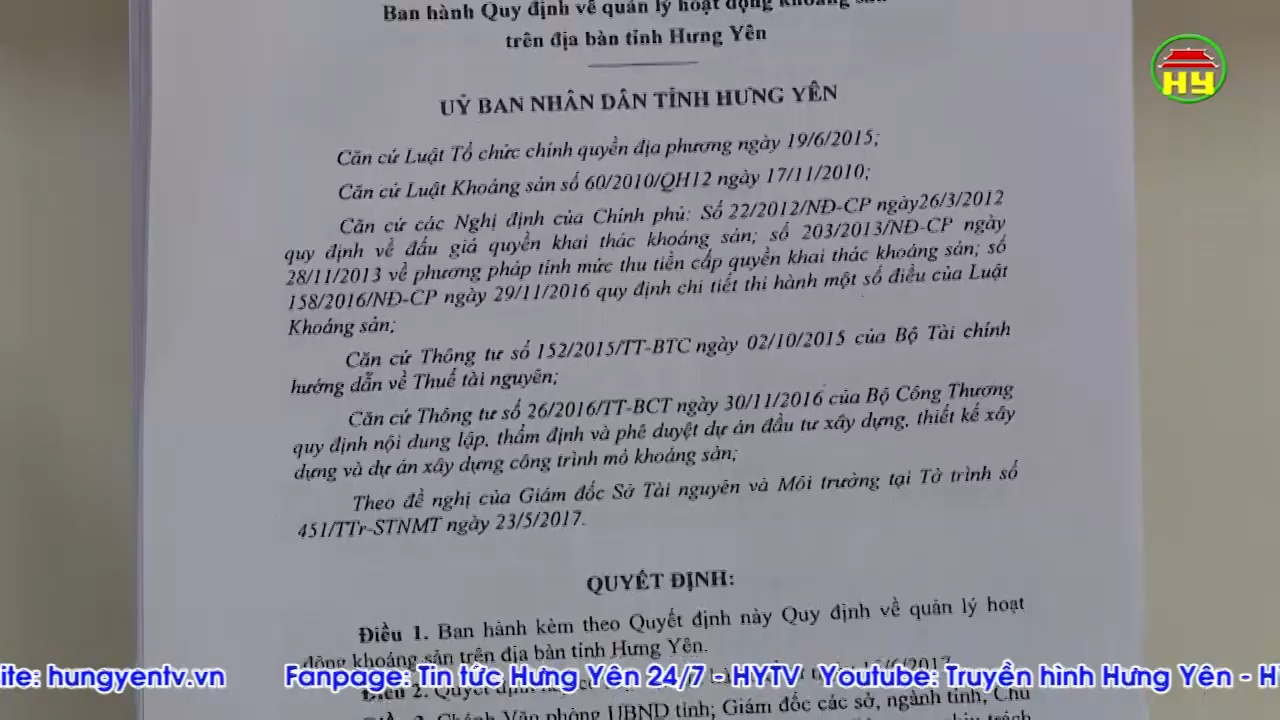 Ban hành Quy định về quản lý hoạt động khoáng sản
trên địa bàn tỉnh Hưng Yên
HY
UỶ BAN NHÂN DÂN TỈNH HƯNG YÊN
Căn cứ Luật Tổ chức chính quyền địa phương ngày 19/6/2015;
Căn cứ Luật Khoáng sản số 60/2010/QH12 ngày 17/11/2010;
Căn cứ các Nghị định của Chính phủ: Số 22/2012/NĐ-CP ngày26/3/2012
quy định về đấu giá quyền khai thác khoáng sản; số 203/2013/NĐ-CP ngày
28/11/2013 về phương pháp tính mức thu tiền cấp quyền khai thác khoáng sản; số
158/2016/NĐ-CP ngày 29/11/2016 quy định chi tiết thi hành một số điều của Luật
Khoáng sản;
Căn cứ Thông tư số 152/2015/TT-BTC ngày 02/10/2015 của Bộ Tài chính
hướng dẫn về Thuế tài nguyên;
Căn cứ Thông tư số 26/2016/TT-BCT ngày 30/11/2016 của Bộ Công Thương
quy định nội dung lập, thẩm định và phê duyệt dự án đầu tư xây dựng, thiết kế xây
dựng và dự án xây dựng công trình mỏ khoáng sản;
Theo đề nghị của Giám đốc Sở Tài nguyên và Môi trường tại Tờ trình số
451/TTr-STNMT ngày 23/5/2017.
QUYẾT ĐỊNH:
Điều 1. Ban hành kèm theo Quyết định này Quy định về quản lý hoạt
động khoáng sản trên địa bàn tỉnh Hưng Yên.
ite: hungyentv.vn Fanpage: Tin tức Hưng Yên 24/7 - HYTV Youtube: Truyền hình Hưng Yên - H
Điều 2. Quyết định này
Chánh Văn phòng UBND tỉnh; Giám đốc các sở, ngành tỉnh, Chủ